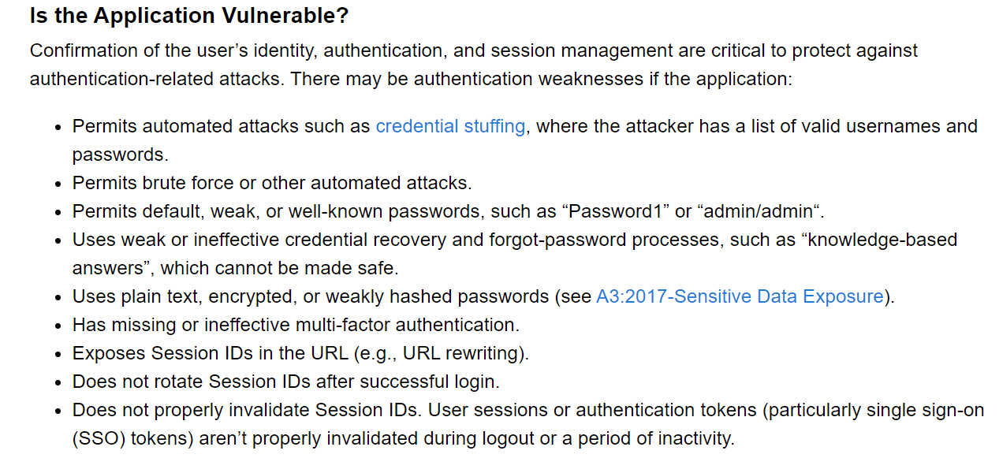 Is the Application Vulnerable?
Confirmation of the user’s identity, authentication, and session management are critical to protect against
authentication-related attacks. There may be authentication weaknesses if the application:
• Permits automated attacks such as credential stuffing, where the attacker has a list of valid usernames and
passwords.
• Permits brute force or other automated attacks.
• Permits default, weak, or well-known passwords, such as “Password1” or “admin/admin“.
• Uses weak or ineffective credential recovery and forgot-password processes, such as “knowledge-based
answers”, which cannot be made safe.
• Uses plain text, encrypted, or weakly hashed passwords (see A3:2017-Sensitive Data Exposure).
• Has missing or ineffective multi-factor authentication.
• Exposes Session IDs in the URL (e.g., URL rewriting).
• Does not rotate Session IDs after successful login.
• Does not properly invalidate Session IDs. User sessions or authentication tokens (particularly single sign-on
(SSO) tokens) aren’t properly invalidated during logout or a period of inactivity.